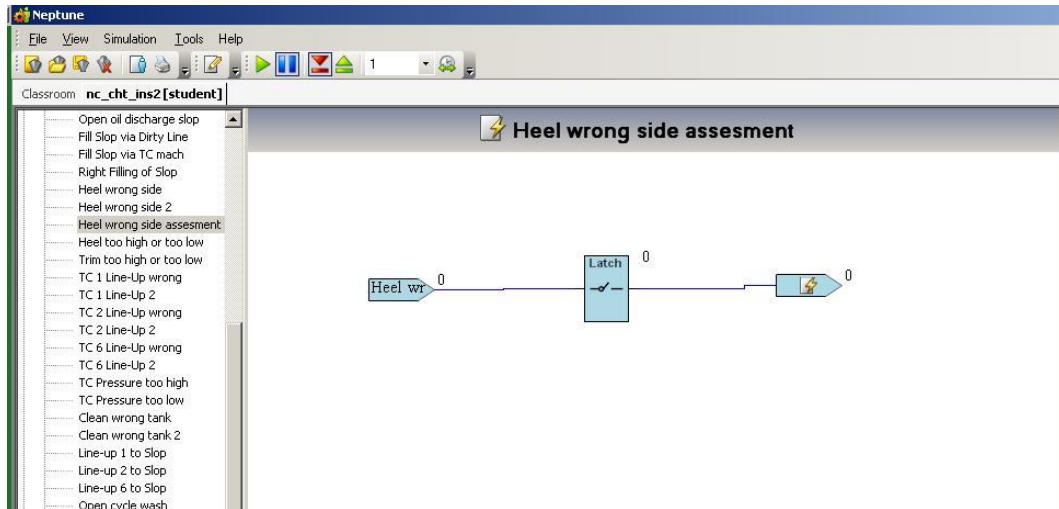 Neptune
File View Simulation Tools Help
1
Classroom nc_cht_ins2[student]
Open oil discharge slop
Fill Slop via Dirty Line
Fill Slop via TC mach
Right Filling of Slop
Heel wrong side
Heel wrong side 2
Heel wrong side assesment
Heel too high or too low
Trim too high or too low
TC 1 Line-Up wrong
TC 1 Line-Up 2
TC 2 Line-Up wrong
TC 2 Line-Up 2
TC 6 Line-Up wrong
TC 6 Line-Up 2
TC Pressure too high
TC Pressure too low
Clean wrong tank
Clean wrong tank 2
Line-up 1 to Slop
Line-up 2 to Slop
Line-up 6 to Slop
Open cycle wash
Heel wrong side assesment
Heel wr 0
Latch 0
0